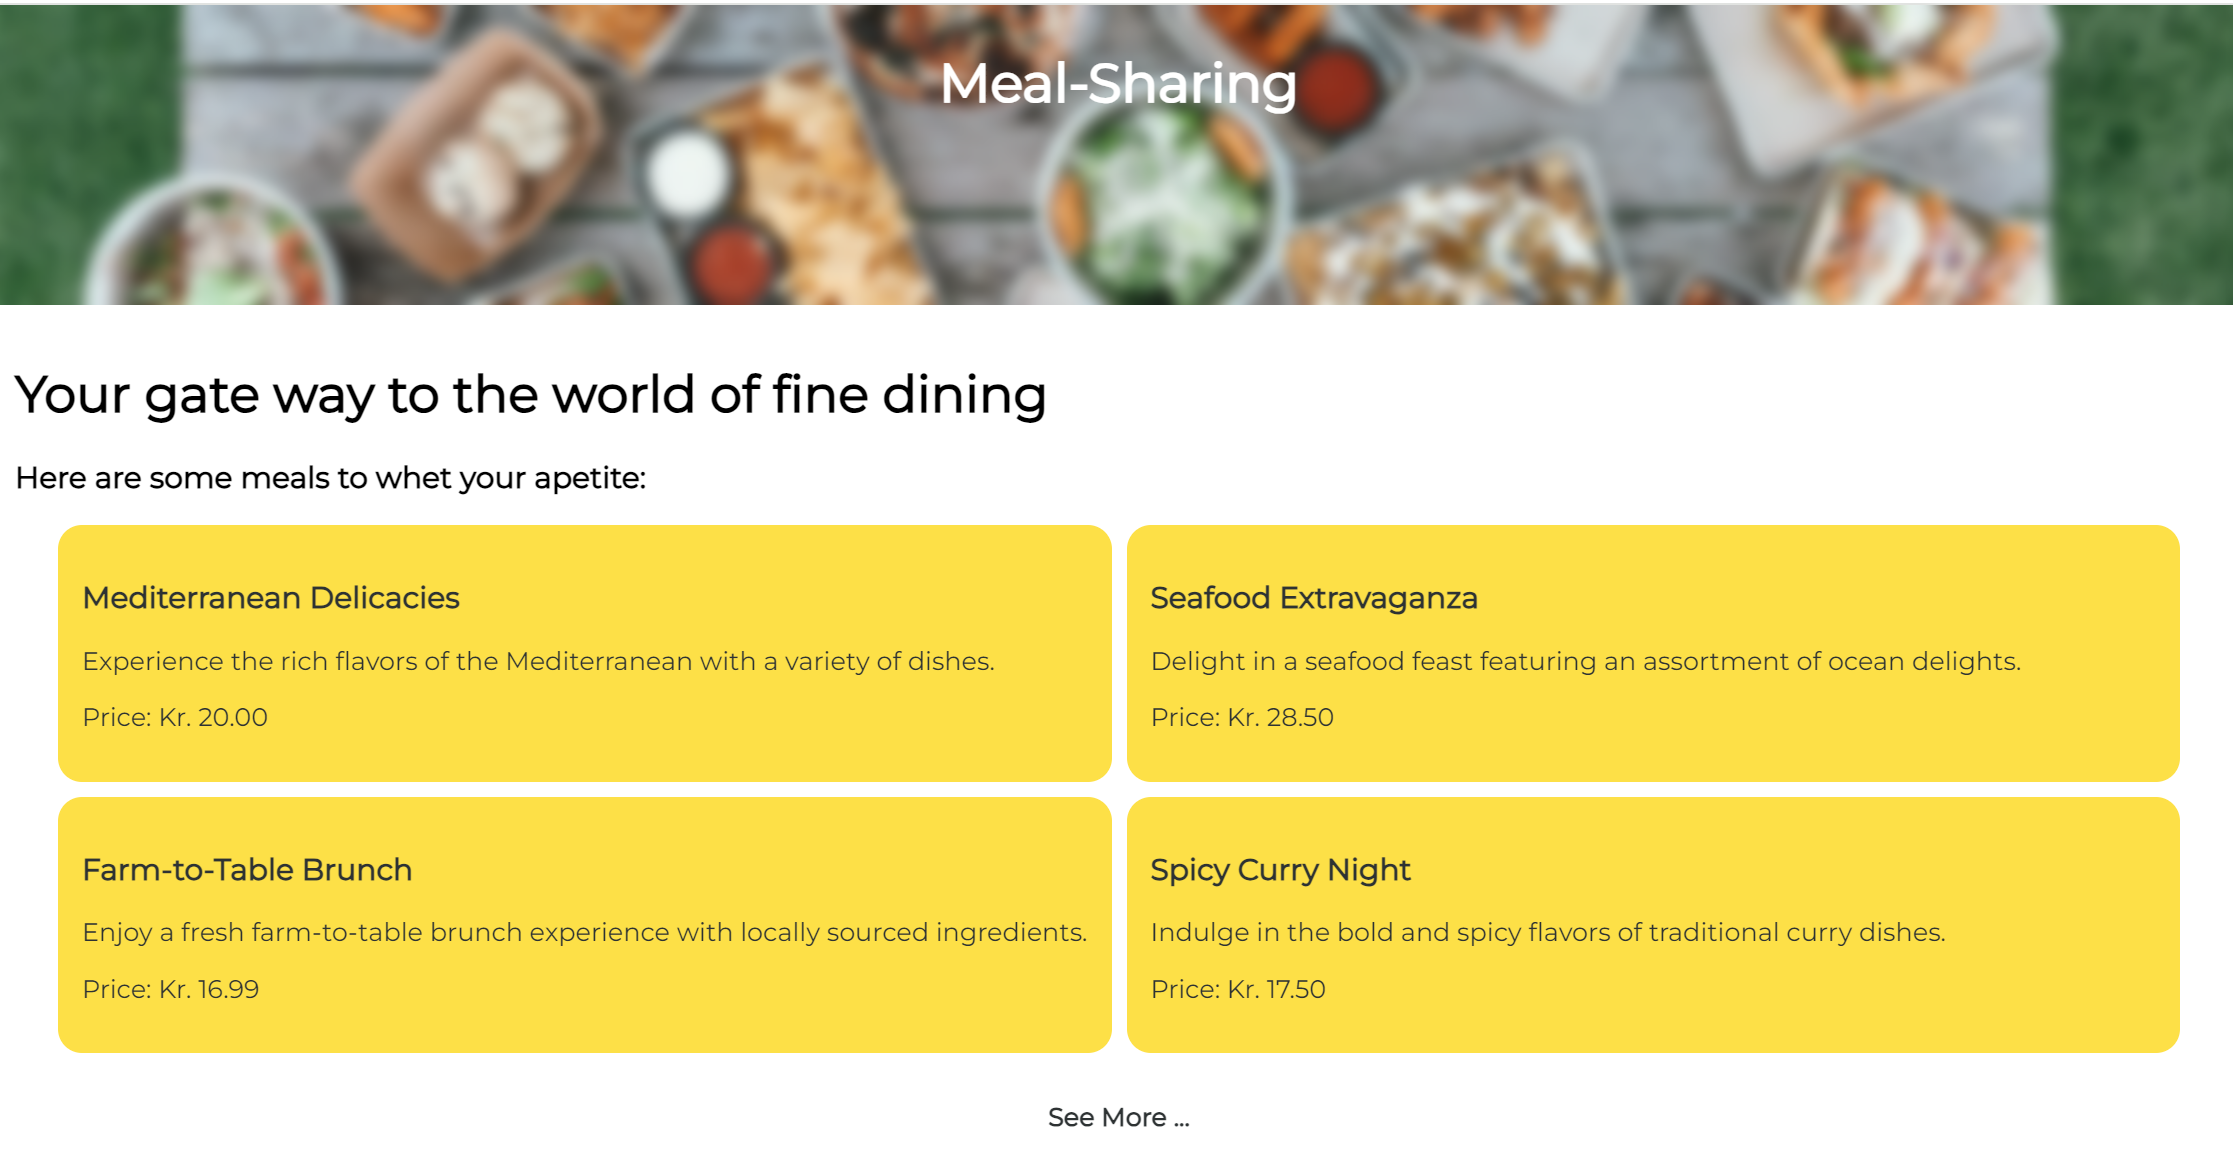 Meal-Sharing
Your gate way to the world of fine dining
Here are some meals to whet your apetite:
Mediterranean Delicacies
Experience the rich flavors of the Mediterranean with a variety of dishes.
Price: Kr. 20.00
Seafood Extravaganza
Delight in a seafood feast featuring an assortment of ocean delights.
Price: Kr. 28.50
Farm-to-Table Brunch
Enjoy a fresh farm-to-table brunch experience with locally sourced ingredients.
Price: Kr. 16.99
Spicy Curry Night
Indulge in the bold and spicy flavors of traditional curry dishes.
Price: Kr. 17.50
See More ...